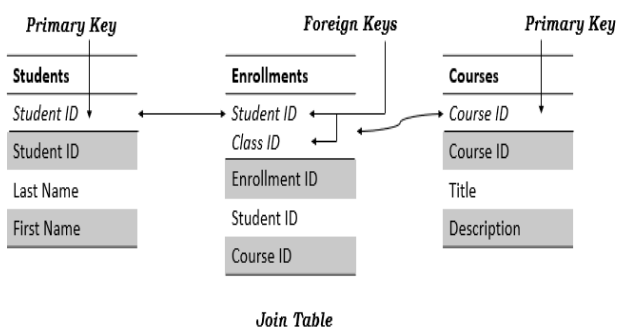 Primary Key
Foreign Keys
Primary Key
Students
Student ID
Student ID
Last Name
First Name
Enrollments
Student ID
Class ID
Enrollment ID
Student ID
Course ID
Courses
Course ID
Course ID
Title
Description
Join Table